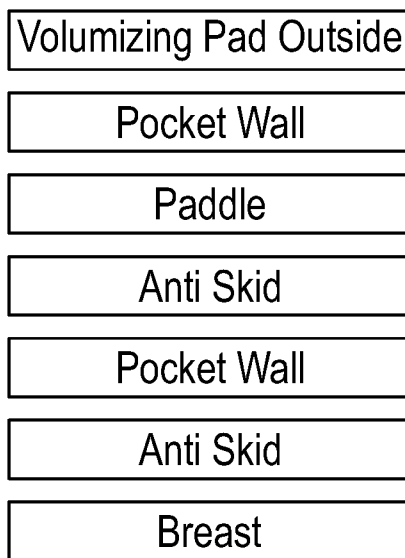 Volumizing Pad Outside
Pocket Wall
Paddle
Anti Skid
Pocket Wall
Anti Skid
Breast